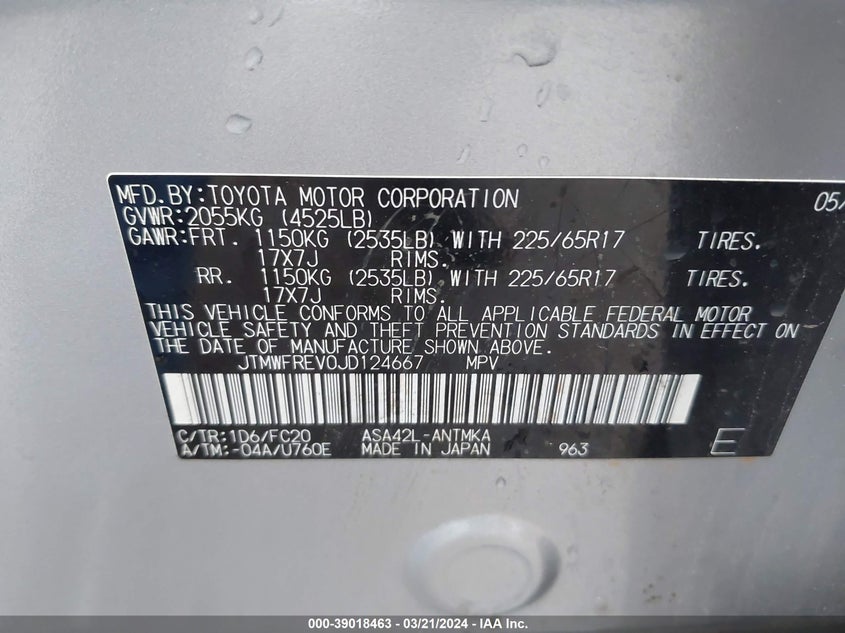 MFD.BY:TOYOTA MOTOR CORPORATION 05/
GVWR:2055KG (4525LB)
GAWR:FRT. 1150KG (2535LB) WITH 225/65R17 TIRES.
17X7J RIMS.
RR. 1150KG (2535LB) WITH 225/65R17 TIRES.
17X7J RIMS.
THIS VEHICLE CONFORMS TO ALL APPLICABLE FEDERAL MOTOR
VEHICLE SAFETY AND THEFT PREVENTION STANDARDS IN EFFECT ON
THE DATE OF MANUFACTURE SHOWN ABOVE.
JTMWFREV0JD124667 MPV
C/TR:1D6/FC20 ASA42L-ANTMKA
A/TM:-04A/U760E MADE IN JAPAN 963 E
000-39018463 - 03/21/2024 - IAA Inc.